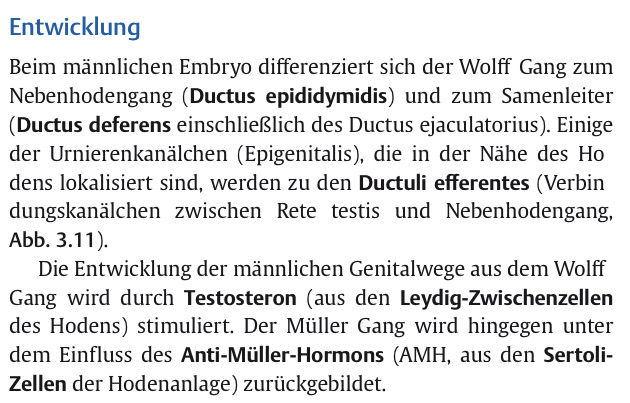 Entwicklung
Beim männlichen Embryo differenziert sich der Wolff Gang zum
Nebenhodengang (Ductus epididymidis) und zum Samenleiter
(Ductus deferens einschließlich des Ductus ejaculatorius). Einige
der Urnierenkanälchen (Epigenitalis), die in der Nähe des Ho
dens lokalisiert sind, werden zu den Ductuli efferentes (Verbin
dungskanälchen zwischen Rete testis und Nebenhodengang,
Abb. 3.11).
Die Entwicklung der männlichen Genitalwege aus dem Wolff
Gang wird durch Testosteron (aus den Leydig-Zwischenzellen
des Hodens) stimuliert. Der Müller Gang wird hingegen unter
dem Einfluss des Anti-Müller-Hormons (AMH, aus den Sertoli-
Zellen der Hodenanlage) zurückgebildet.